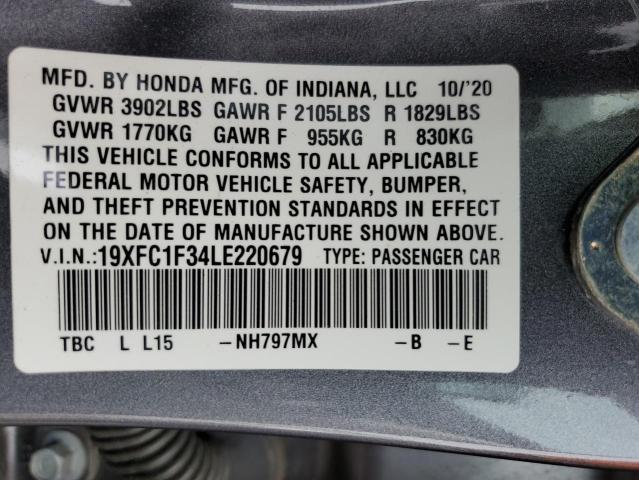 MFD. BY HONDA MFG. OF INDIANA, LLC 10/'20
GVWR 3902LBS GAWR F 2105LBS R 1829LBS
GVWR 1770KG GAWR F 955KG R 830KG
THIS VEHICLE CONFORMS TO ALL APPLICABLE
FEDERAL MOTOR VEHICLE SAFETY, BUMPER,
AND THEFT PREVENTION STANDARDS IN EFFECT
ON THE DATE OF MANUFACTURE SHOWN ABOVE.
V.I.N.:19XFC1F34LE220679 TYPE: PASSENGER CAR
TBC L L15 -NH797MX -B -E